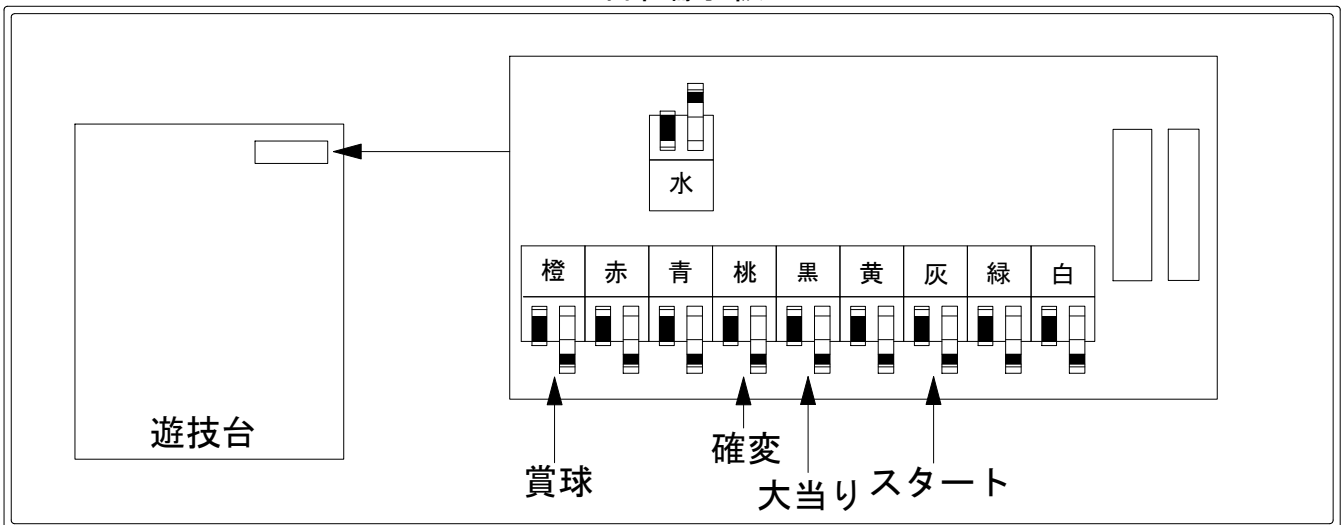 水
橙 赤 青 桃 黒 黄 灰 緑 白
遊技台
賞球
確変
大当り
スタート